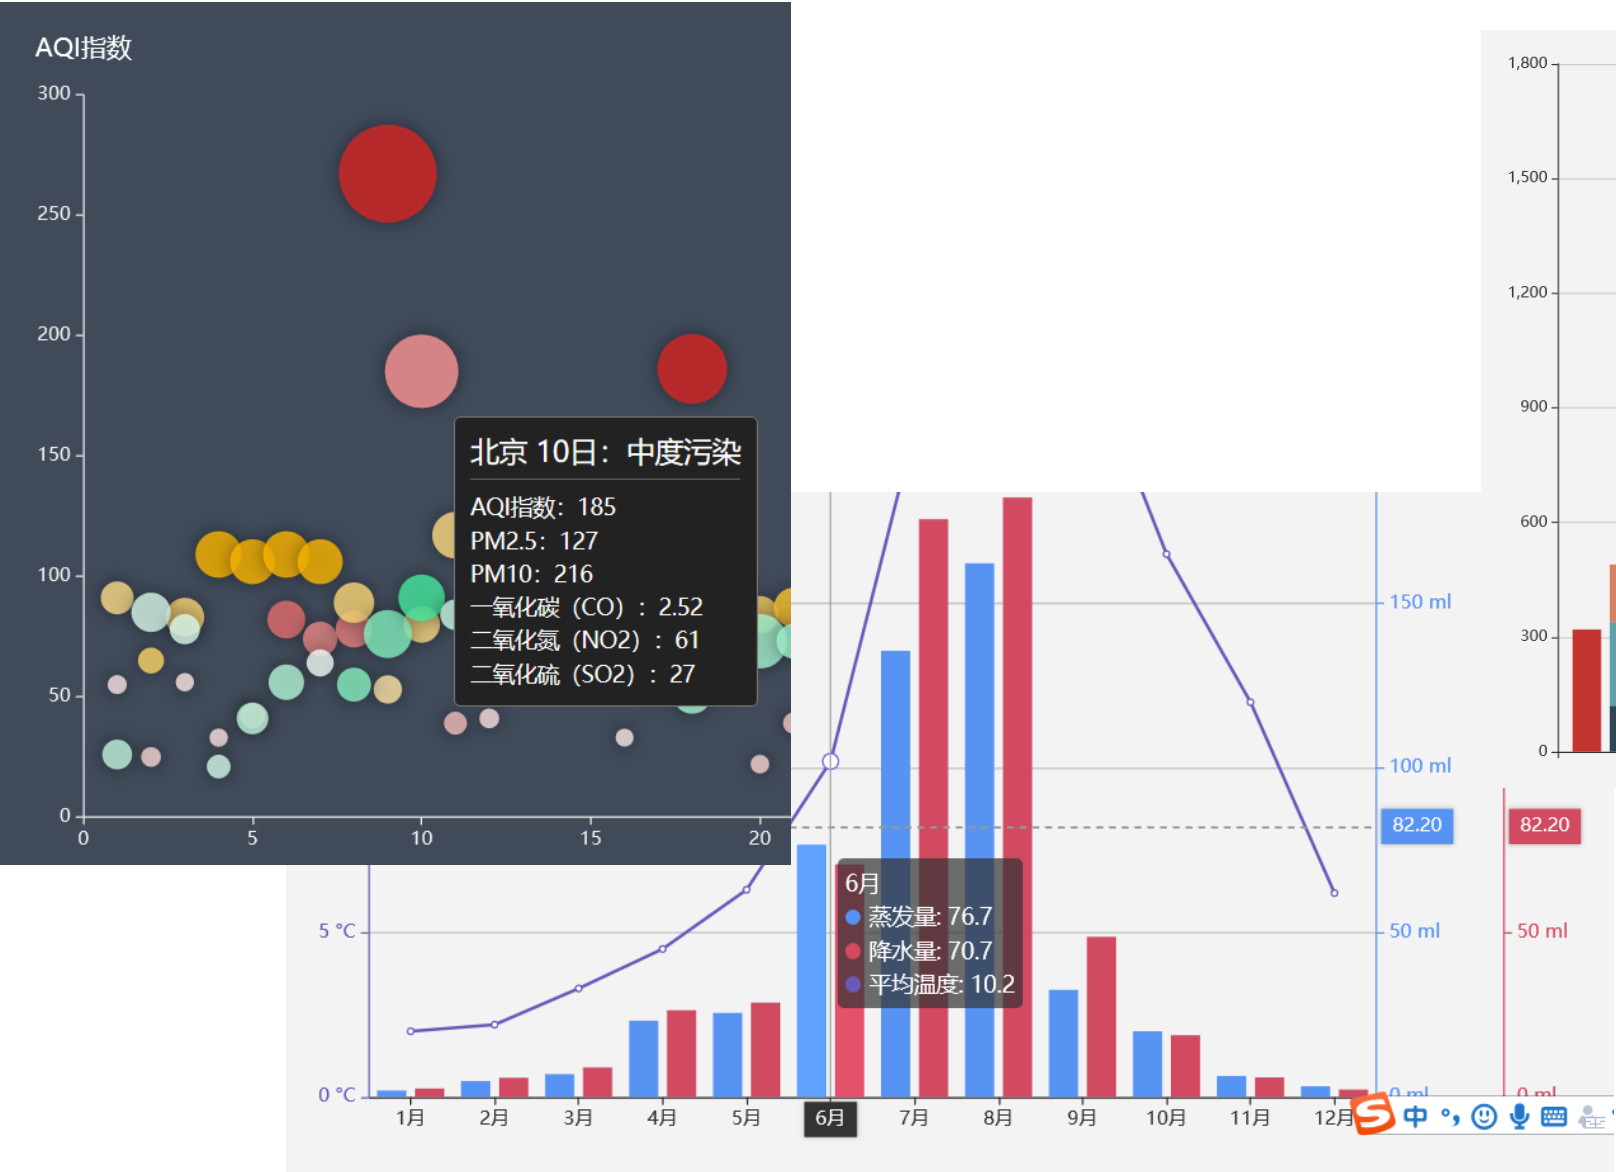 AQI指数
300
250
200
150
100
50
0
0
5
10
15
20
北京 10日：中度污染
AQI指数：185
PM2.5：127
PM10：216
一氧化碳（CO）：2.52
二氧化氮（NO2）：61
二氧化硫（SO2）：27
1,800
1,500
1,200
900
600
300
0
150 ml
100 ml
82.20
82.20
50 ml
50 ml
0 ml
0 ml
5 °C
0 °C
6月
蒸发量: 76.7
降水量: 70.7
平均温度: 10.2
1月
2月
3月
4月
5月
6月
7月
8月
9月
10月
11月
12月
S 中